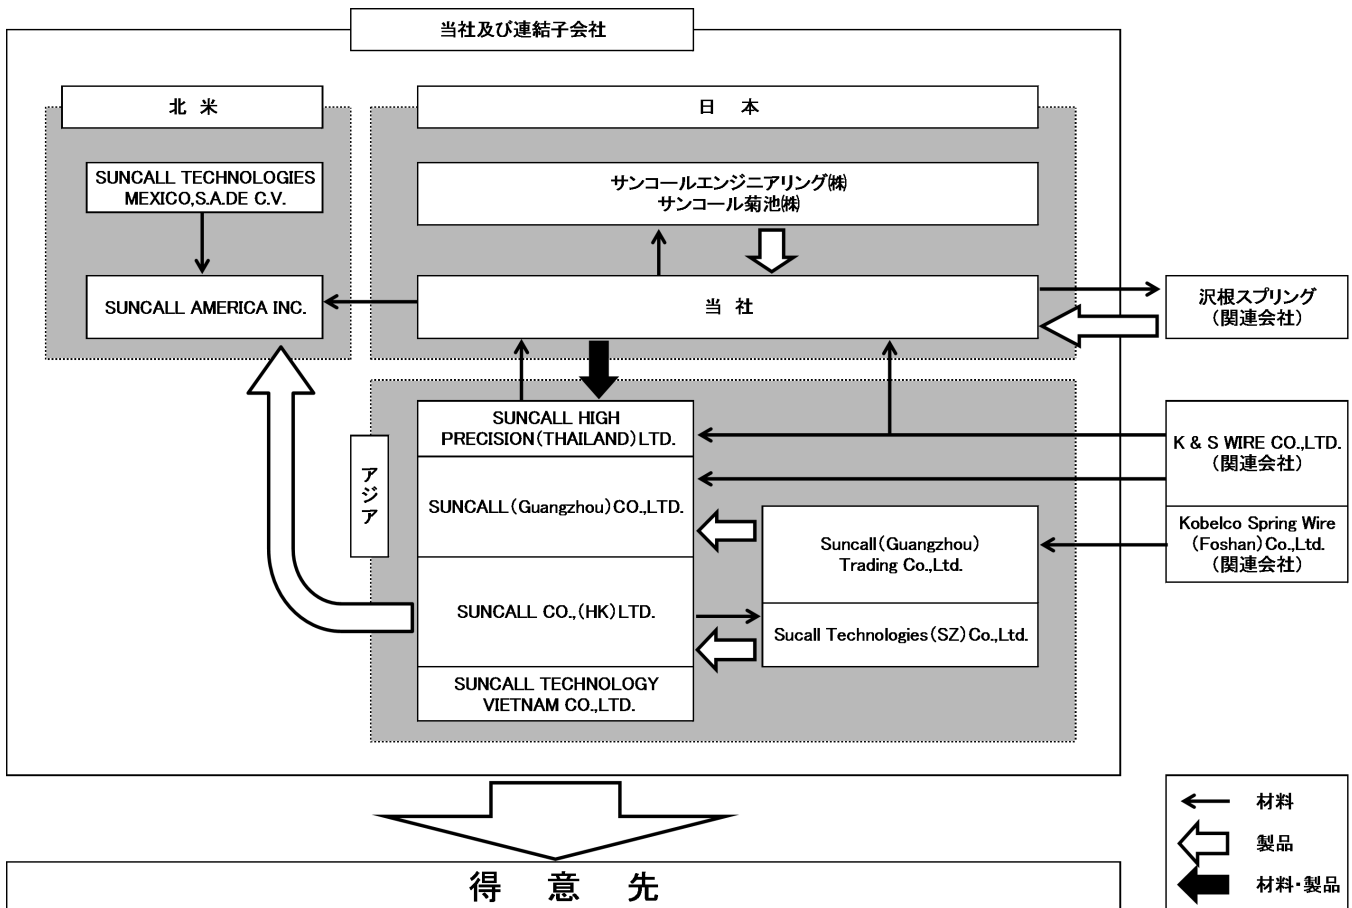 当社及び連結子会社
北 米
日 本
SUNCALL TECHNOLOGIES
MEXICO,S.A.DE C.V.
サンコールエンジニアリング㈱
サンコール菊池㈱
SUNCALL AMERICA INC.
当 社
沢根スプリング
(関連会社)
アジア
SUNCALL HIGH
PRECISION(THAILAND)LTD.
SUNCALL(Guangzhou)CO.,LTD.
SUNCALL CO.,(HK)LTD.
SUNCALL TECHNOLOGY
VIETNAM CO.,LTD.
Suncall(Guangzhou)
Trading Co.,Ltd.
Sucall Technologies(SZ)Co.,Ltd.
K & S WIRE CO.,LTD.
(関連会社)
Kobelco Spring Wire
(Foshan)Co.,Ltd.
(関連会社)
材料
製品
材料・製品
得 意 先